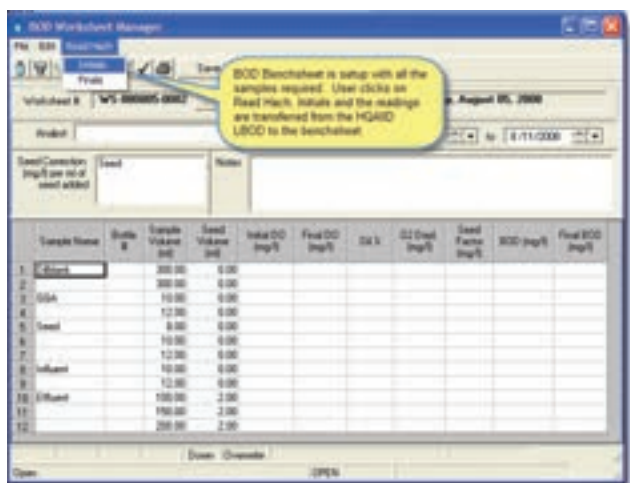 BOD Worksheet Manager
File Edit Read Hach
Initials
Finals
BOD Benchsheet is setup with all the
samples required. User clicks on
Read Hach. Initials and the readings
are transferred from the HQ40D
LBOD to the benchsheet.
Worksheet #: August 05, 2008
Analyst to 8/11/2008
Seed Correction (mg/l) per ml of seed added
Seed
Notes
Sample Name Bottle # Sample Volume (ml) Seed Volume (ml) Initial DO (mg/l) Final DO (mg/l) Dil % O2 Depl. (mg/l) Seed Factor (mg/l) BOD (mg/l) Final BOD (mg/l)
1 300.00 0.00
2 300.00 0.00
3 GGA 10.00 0.00
4 12.00 0.00
5 Seed 8.00 0.00
6 10.00 0.00
7 12.00 0.00
8 Influent 10.00 0.00
9 12.00 0.00
10 Effluent 100.00 2.00
11 150.00 2.00
12 200.00 2.00
Down Overwrite
Open OPEN